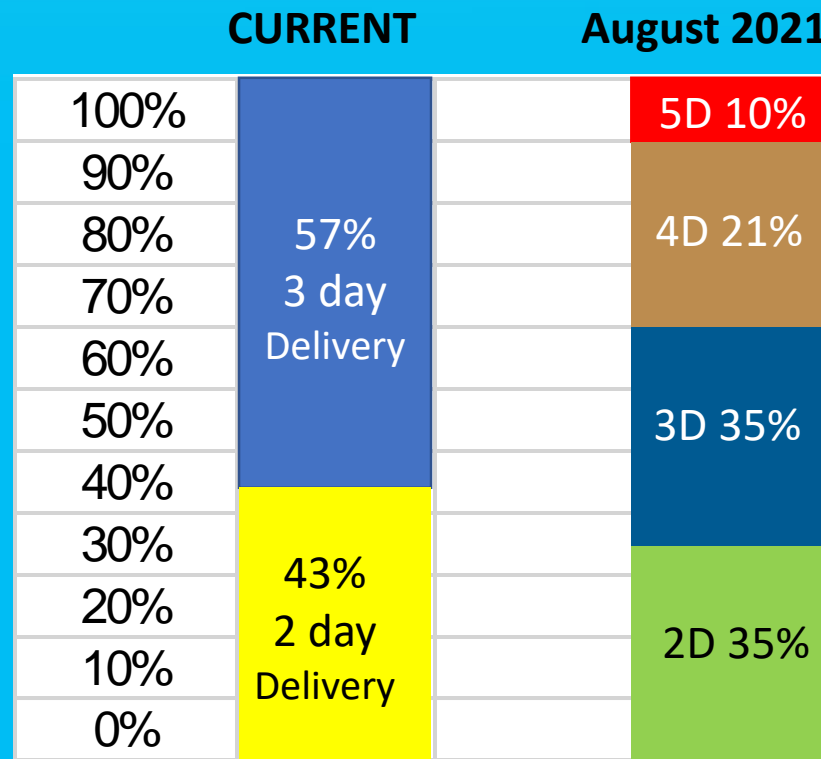 CURRENT
August 2021
100%
90%
80%
70%
60%
50%
40%
30%
20%
10%
0%
57%
3 day
Delivery
43%
2 day
Delivery
5D 10%
4D 21%
3D 35%
2D 35%